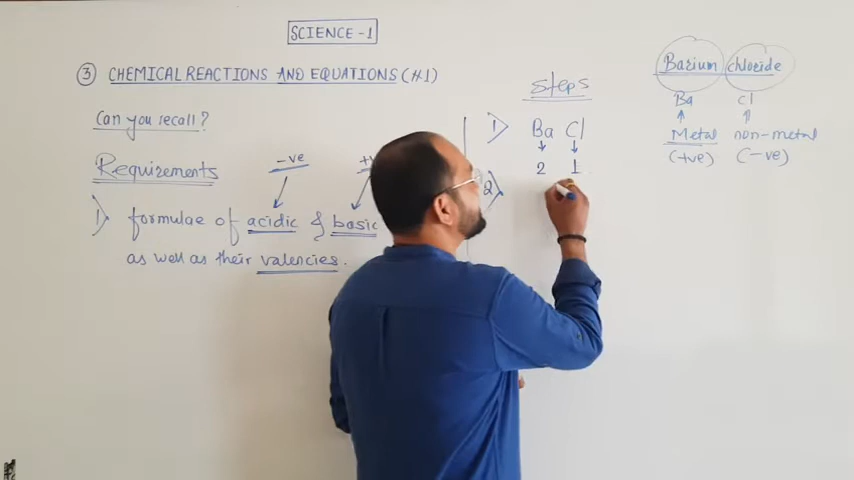 SCIENCE-1
3 CHEMICAL REACTIONS AND EQUATIONS (#1)
Can you recall?
Requirements
-ve
1) formulae of acidic & basic
as well as their valencies.
Steps
1) Ba Cl
2 1
2)
Barium chloride
Ba Cl
Metal non-metal
(+ve) (-ve)